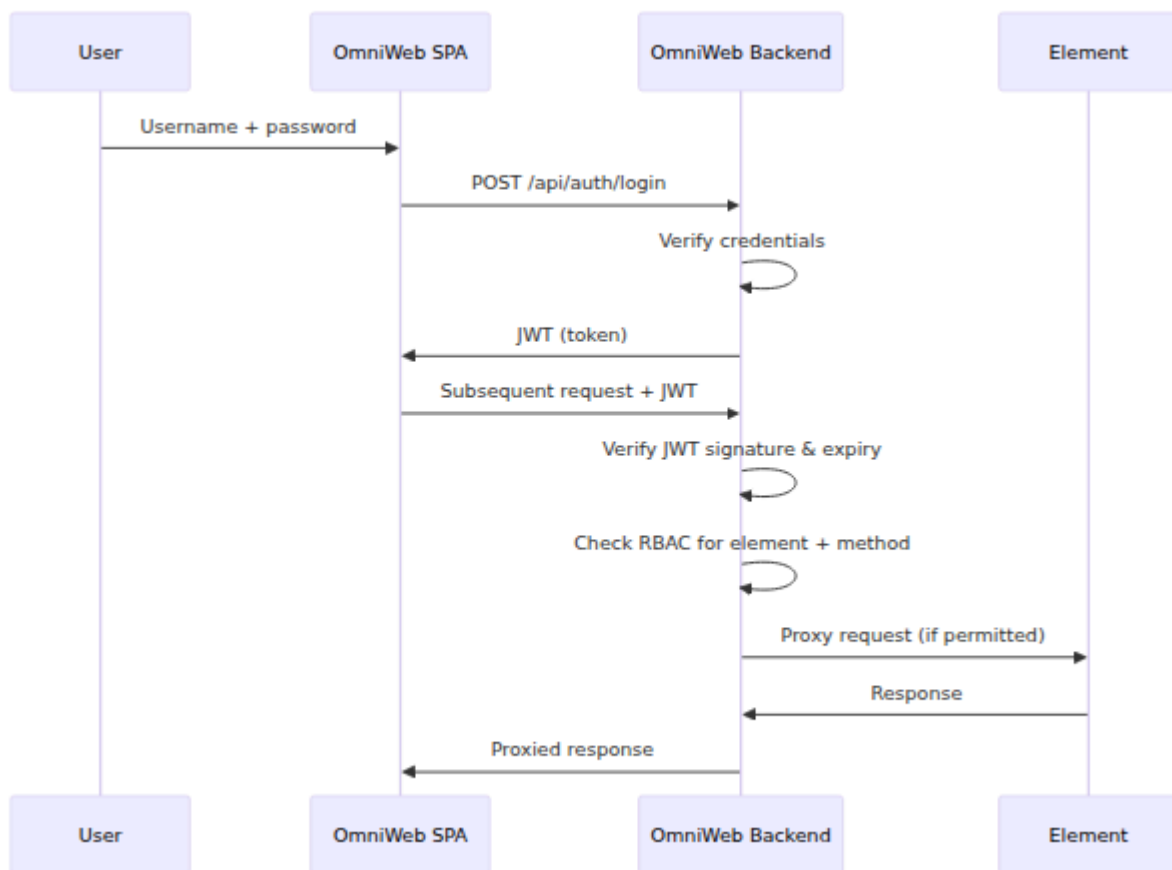 User
OmniWeb SPA
OmniWeb Backend
Element
Username + password
POST /api/auth/login
Verify credentials
JWT (token)
Subsequent request + JWT
Verify JWT signature & expiry
Check RBAC for element + method
Proxy request (if permitted)
Response
Proxied response
User
OmniWeb SPA
OmniWeb Backend
Element